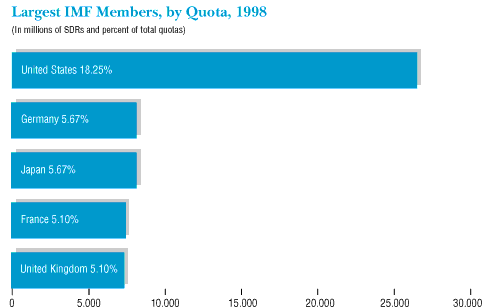 Largest IMF Members, by Quota, 1998
(In millions of SDRs and percent of total quotas)
United States 18.25%
Germany 5.67%
Japan 5.67%
France 5.10%
United Kingdom 5.10%
0 5.000 10.000 15.000 20.000 25.000 30.000